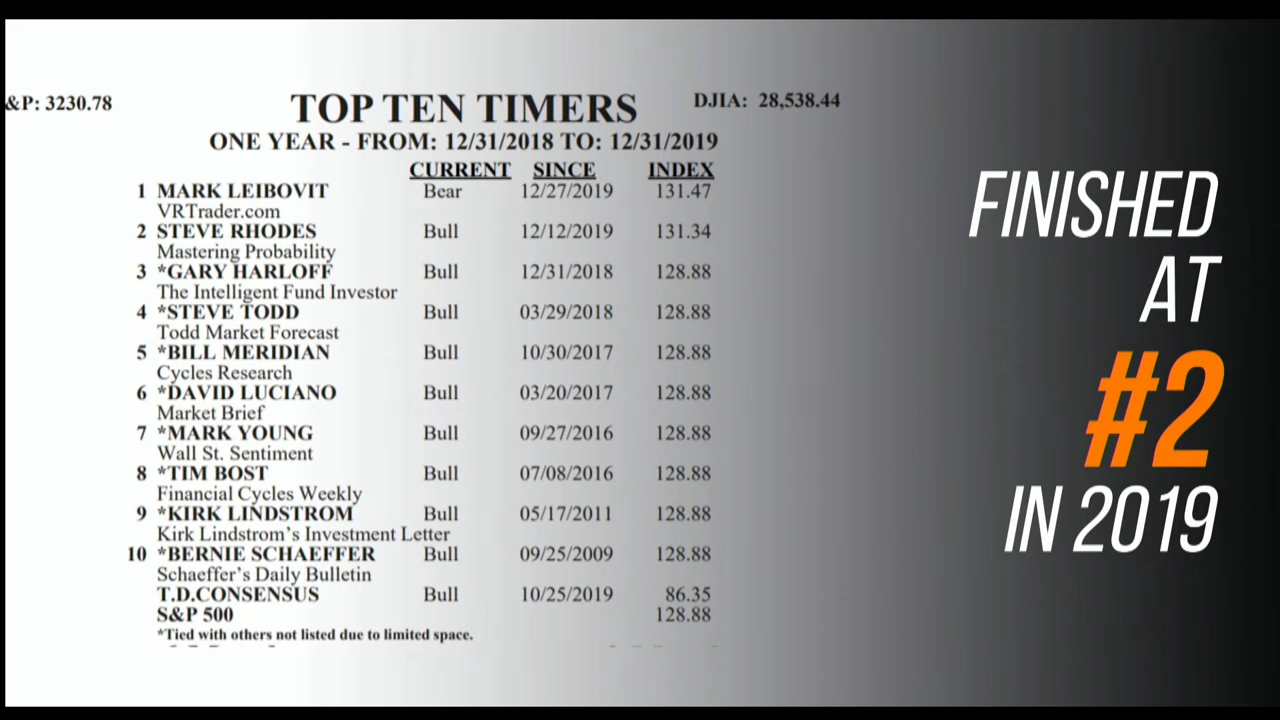 &P: 3230.78
TOP TEN TIMERS
DJIA: 28,538.44
ONE YEAR - FROM: 12/31/2018 TO: 12/31/2019
CURRENT SINCE INDEX
1 MARK LEIBOVIT Bear 12/27/2019 131.47
VRTrader.com
2 STEVE RHODES Bull 12/12/2019 131.34
Mastering Probability
3 *GARY HARLOFF Bull 12/31/2018 128.88
The Intelligent Fund Investor
4 *STEVE TODD Bull 03/29/2018 128.88
Todd Market Forecast
5 *BILL MERIDIAN Bull 10/30/2017 128.88
Cycles Research
6 *DAVID LUCIANO Bull 03/20/2017 128.88
Market Brief
7 *MARK YOUNG Bull 09/27/2016 128.88
Wall St. Sentiment
8 *TIM BOST Bull 07/08/2016 128.88
Financial Cycles Weekly
9 *KIRK LINDSTROM Bull 05/17/2011 128.88
Kirk Lindstrom's Investment Letter
10 *BERNIE SCHAEFFER Bull 09/25/2009 128.88
Schaeffer's Daily Bulletin
T.D.CONSENSUS Bull 10/25/2019 86.35
S&P 500 128.88
*Tied with others not listed due to limited space.
FINISHED
AT
#2
IN 2019